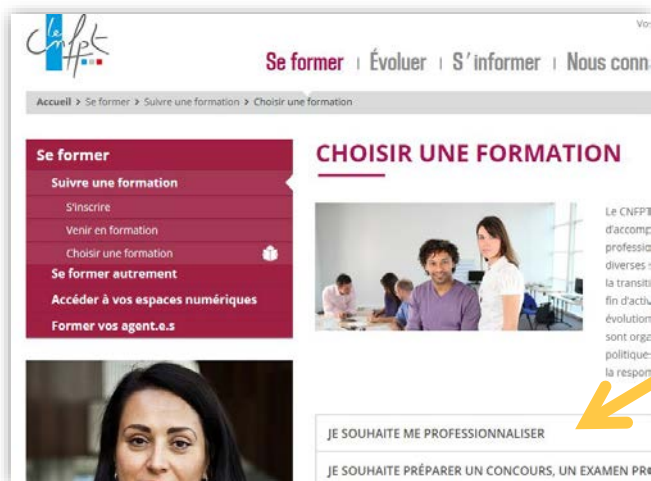 le cnfpt
Vos
Se former | Évoluer | S'informer | Nous conn
Accueil > Se former > Suivre une formation > Choisir une formation
Se former
Suivre une formation
S'inscrire
Venir en formation
Choisir une formation
Se former autrement
Accéder à vos espaces numériques
Former vos agent.e.s
CHOISIR UNE FORMATION
Le CNFPT
d'accomp
professio
diverses s
la transiti
fin d'activ
évolution
sont orga
politique
la respon
JE SOUHAITE ME PROFESSIONNALISER
JE SOUHAITE PRÉPARER UN CONCOURS, UN EXAMEN PRO